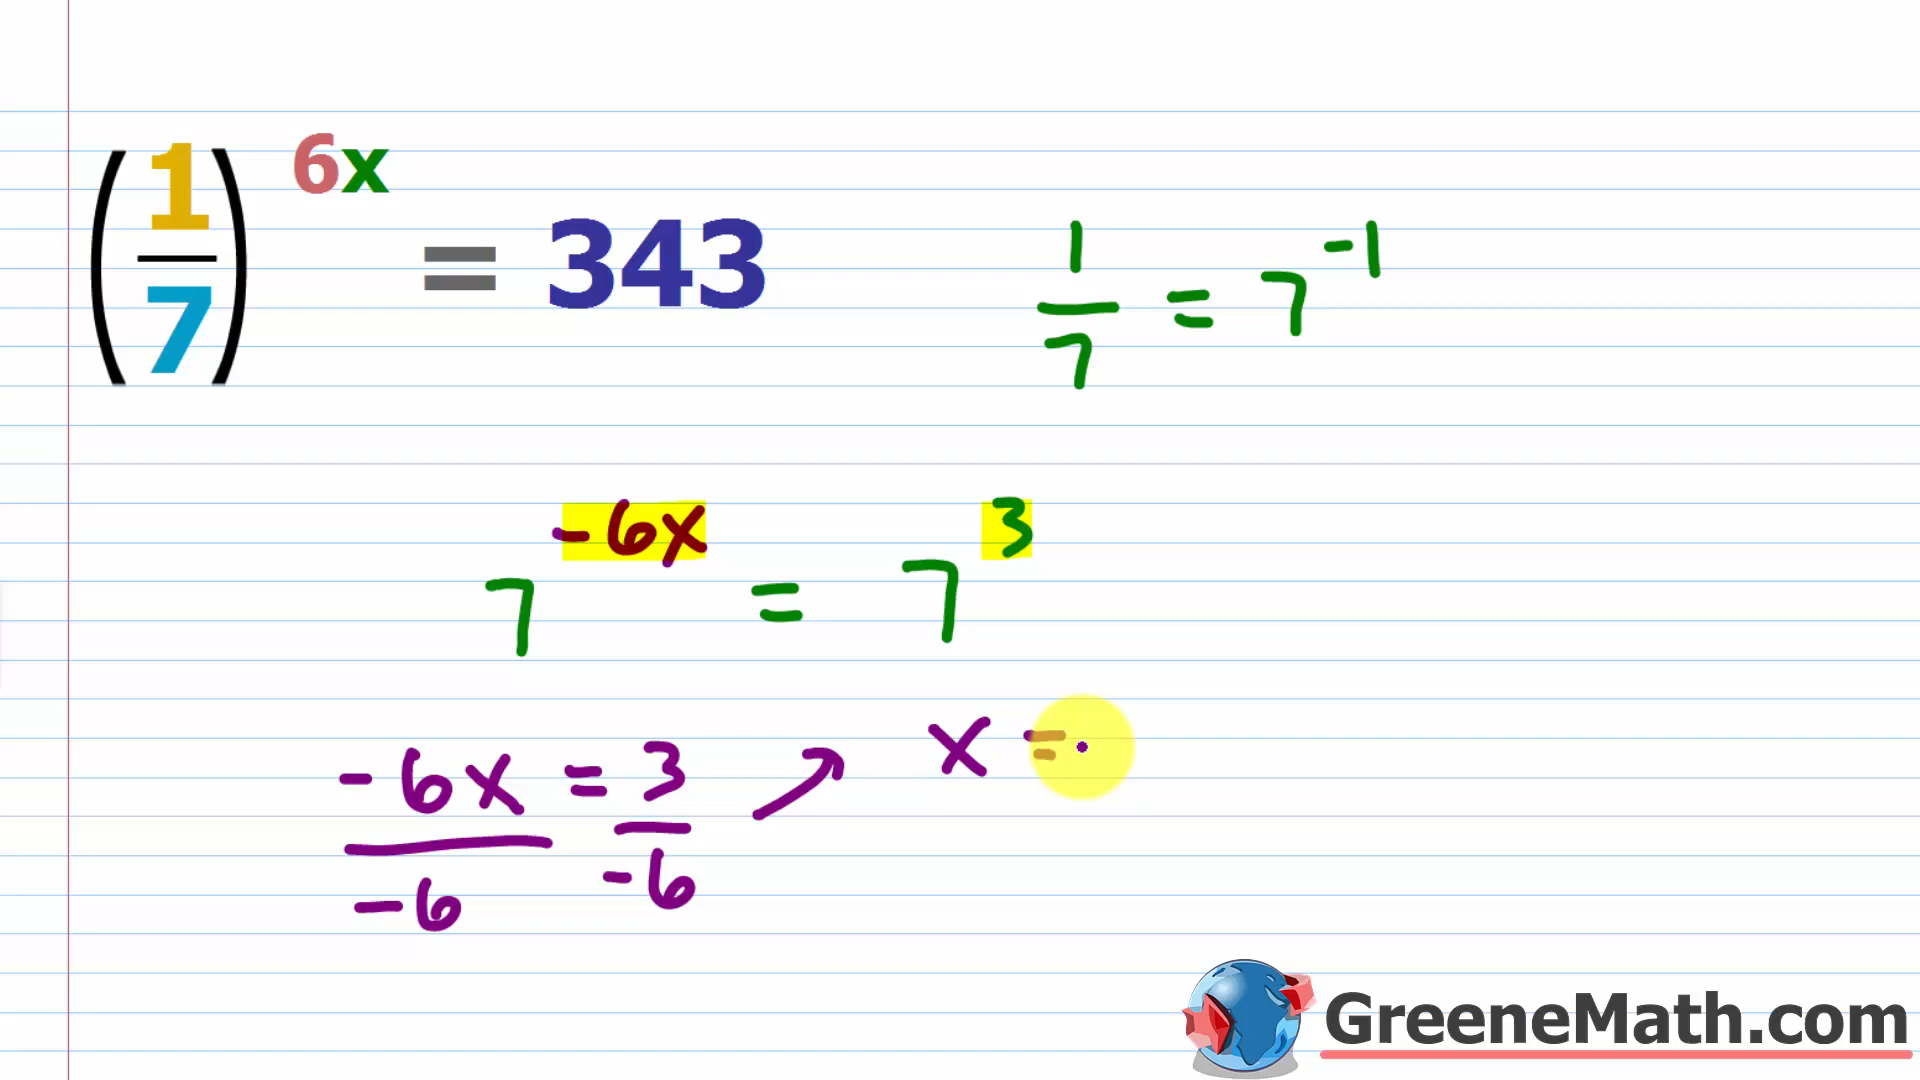 (1/7)^6x = 343
1/7 = 7^-1
7^-6x = 7^3
-6x/-6 = 3/-6 ↗ x =
GreeneMath.com